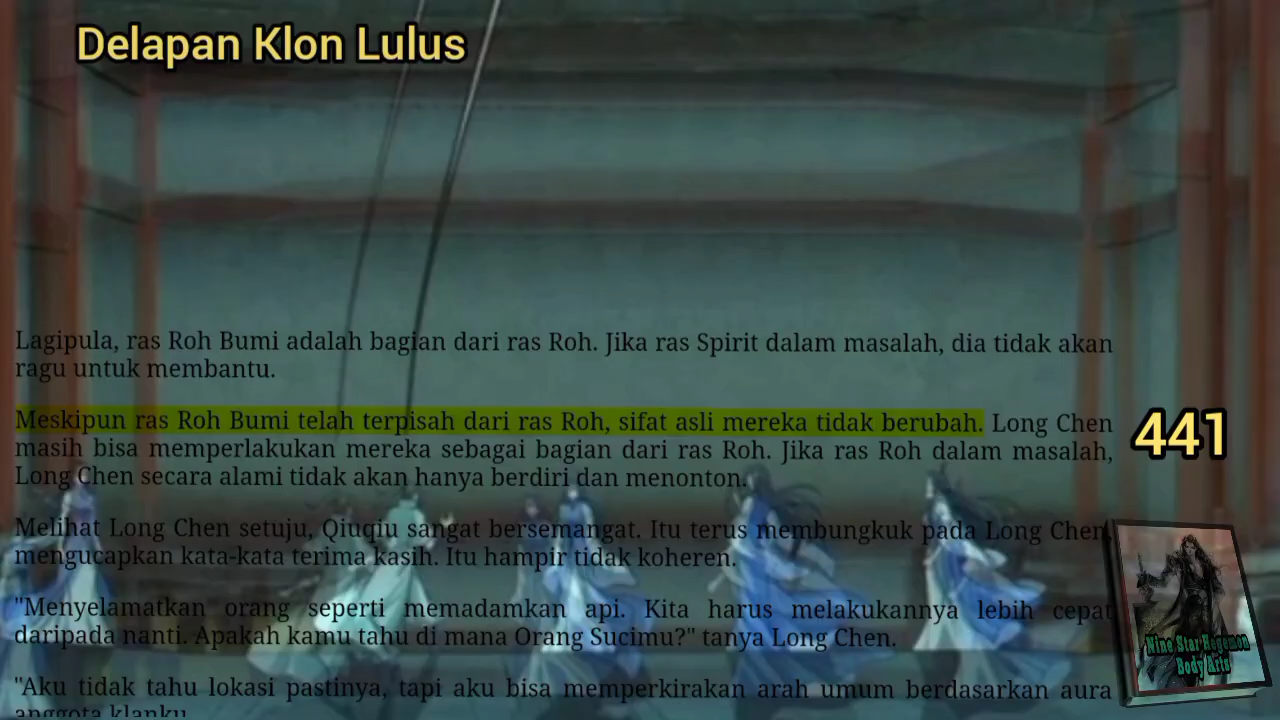 Delapan Klon Lulus
Lagipula, ras Roh Bumi adalah bagian dari ras Roh. Jika ras Spirit dalam masalah, dia tidak akan
ragu untuk membantu.
Meskipun ras Roh Bumi telah terpisah dari ras Roh, sifat asli mereka tidak berubah. Long Chen
masih bisa memperlakukan mereka sebagai bagian dari ras Roh. Jika ras Roh dalam masalah,
Long Chen secara alami tidak akan hanya berdiri dan menonton.
441
Melihat Long Chen setuju, Qiuqiu sangat bersemangat. Itu terus membungkuk pada Long Chen,
mengucapkan kata-kata terima kasih. Itu hampir tidak koheren.
"Menyelamatkan orang seperti memadamkan api. Kita harus melakukannya lebih cepat
daripada nanti. Apakah kamu tahu di mana Orang Sucimu?" tanya Long Chen.
Nine Star Hegemon
Body Arts
"Aku tidak tahu lokasi pastinya, tapi aku bisa memperkirakan arah umum berdasarkan aura
anggota klanku